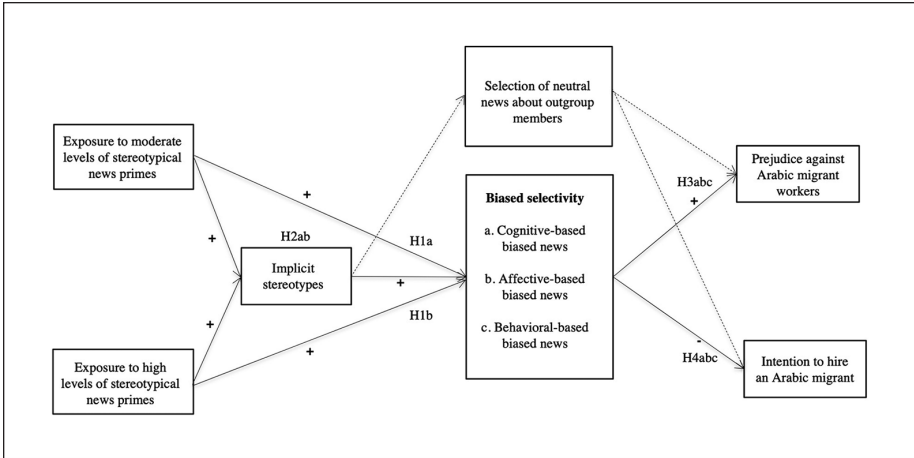 Selection of neutral
news about outgroup
members
Exposure to moderate
levels of stereotypical
news primes
Prejudice against
Arabic migrant
workers
+
H3abc
+
Biased selectivity
a. Cognitive-based
biased news
b. Affective-based
biased news
c. Behavioral-based
biased news
+
H2ab
H1a
Implicit
stereotypes
+
H1b
+
+
Exposure to high
levels of stereotypical
news primes
-
H4abc
Intention to hire
an Arabic migrant